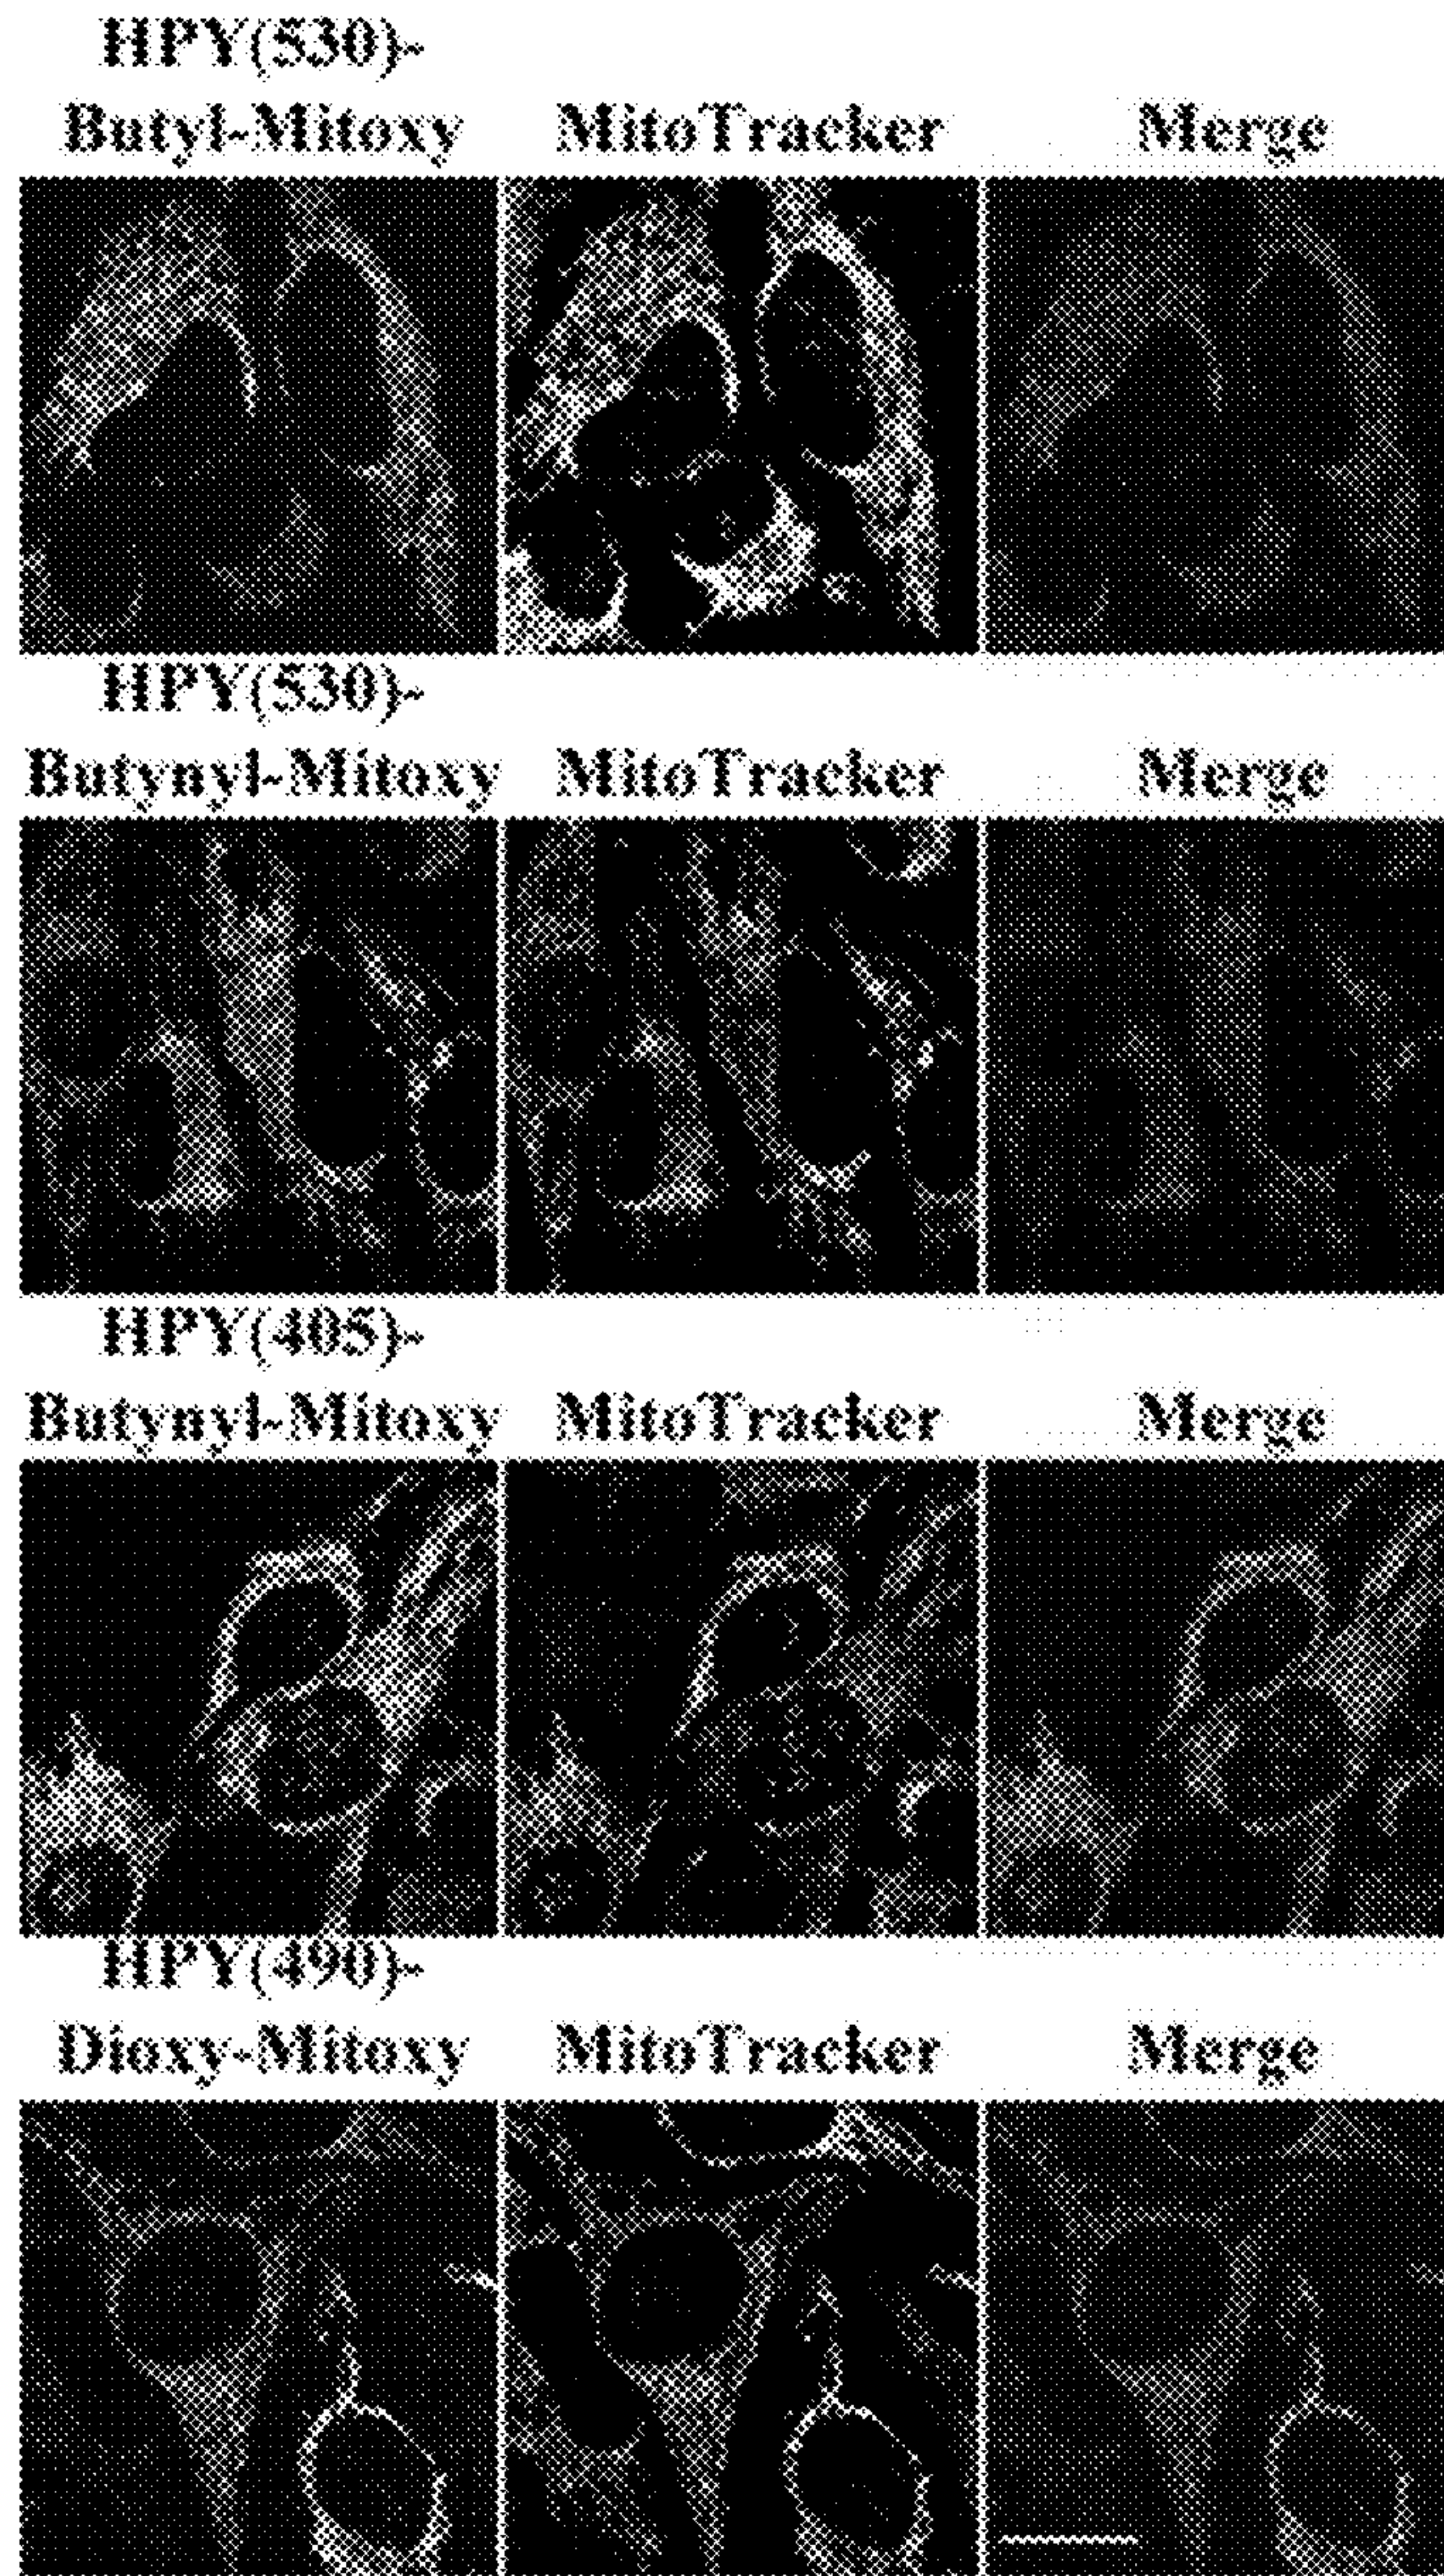 HPY(530)-
Butyl-Mitoxy MitoTracker Merge
HPY(530)-
Butynyl-Mitoxy MitoTracker Merge
HPY(405)-
Butynyl-Mitoxy MitoTracker Merge
HPY(490)-
Dioxy-Mitoxy MitoTracker Merge